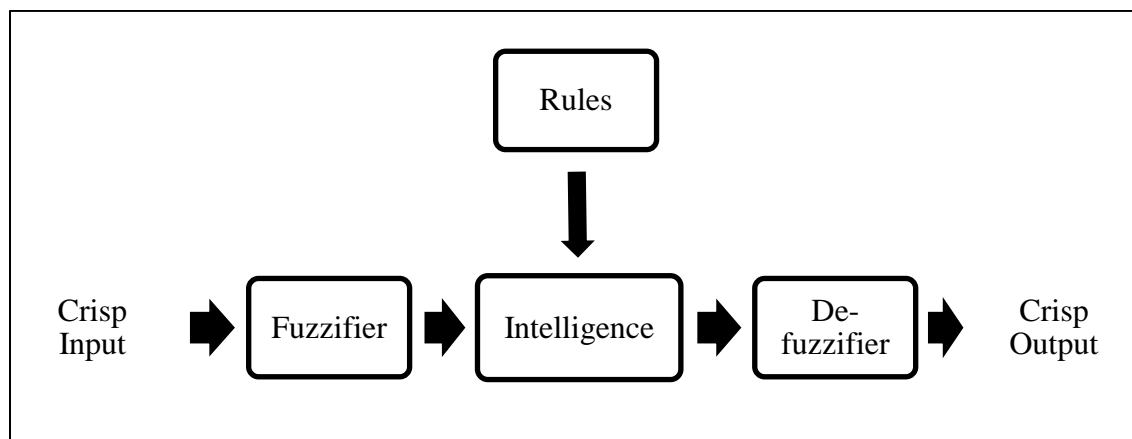 Rules
Crisp
Input
Fuzzifier
Intelligence
De-
fuzzifier
Crisp
Output